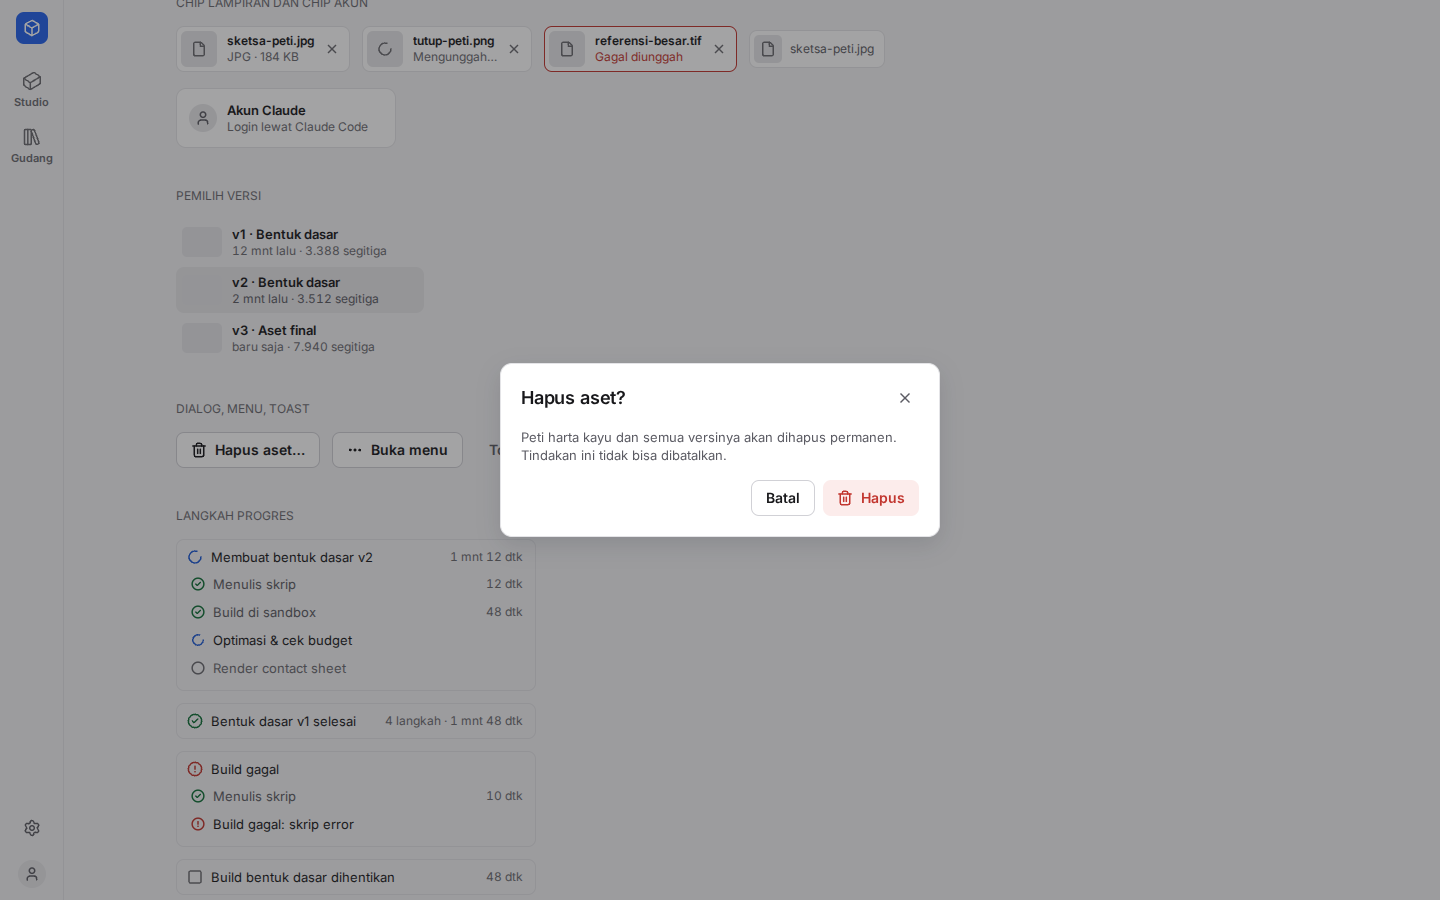 CHIP LAMPIRAN DAN CHIP AKUN
sketsa-peti.jpg
JPG · 184 KB
tutup-peti.png
Mengunggah...
referensi-besar.tif
Gagal diunggah
sketsa-peti.jpg
Studio
Gudang
Akun Claude
Login lewat Claude Code
PEMILIH VERSI
v1 · Bentuk dasar
12 mnt lalu · 3.388 segitiga
v2 · Bentuk dasar
2 mnt lalu · 3.512 segitiga
v3 · Aset final
baru saja · 7.940 segitiga
DIALOG, MENU, TOAST
Hapus aset...
Buka menu
Hapus aset?
Peti harta kayu dan semua versinya akan dihapus permanen.
Tindakan ini tidak bisa dibatalkan.
Batal
Hapus
LANGKAH PROGRES
Membuat bentuk dasar v2 1 mnt 12 dtk
Menulis skrip 12 dtk
Build di sandbox 48 dtk
Optimasi & cek budget
Render contact sheet
Bentuk dasar v1 selesai 4 langkah · 1 mnt 48 dtk
Build gagal
Menulis skrip 10 dtk
Build gagal: skrip error
Build bentuk dasar dihentikan 48 dtk